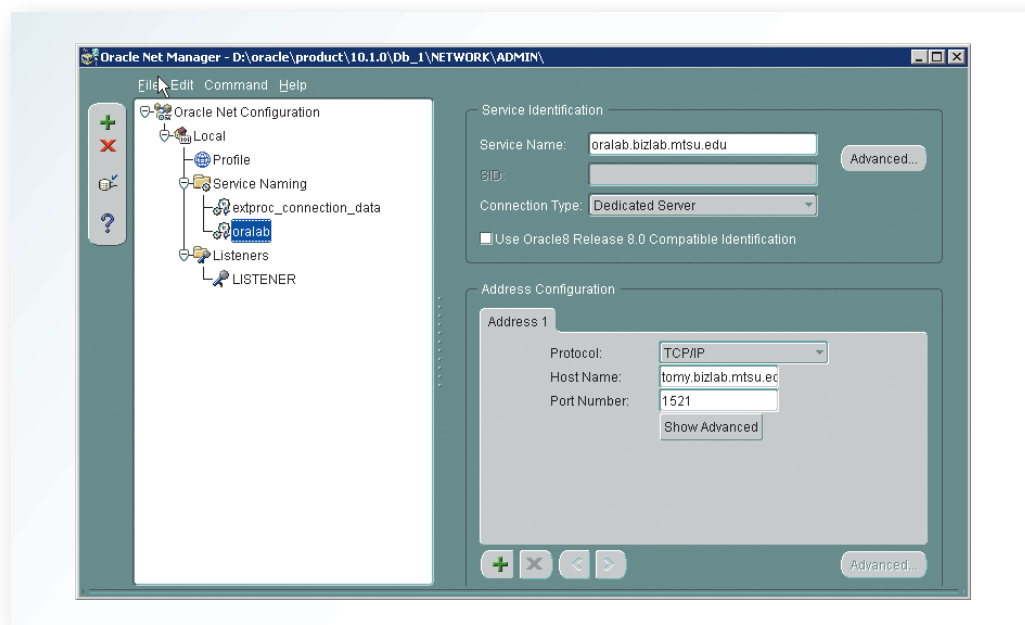 Oracle Net Manager - D:\oracle\product\10.1.0\Db_1\NETWORK\ADMIN\
File Edit Command Help
Oracle Net Configuration
Local
Profile
Service Naming
extproc_connection_data
oralab
Listeners
LISTENER
Service Identification
Service Name: oralab.bizlab.mtsu.edu
Advanced...
SID:
Connection Type: Dedicated Server
Use Oracle8 Release 8.0 Compatible Identification
Address Configuration
Address 1
Protocol: TCP/IP
Host Name: tomy.bizlab.mtsu.ec
Port Number: 1521
Show Advanced
Advanced...